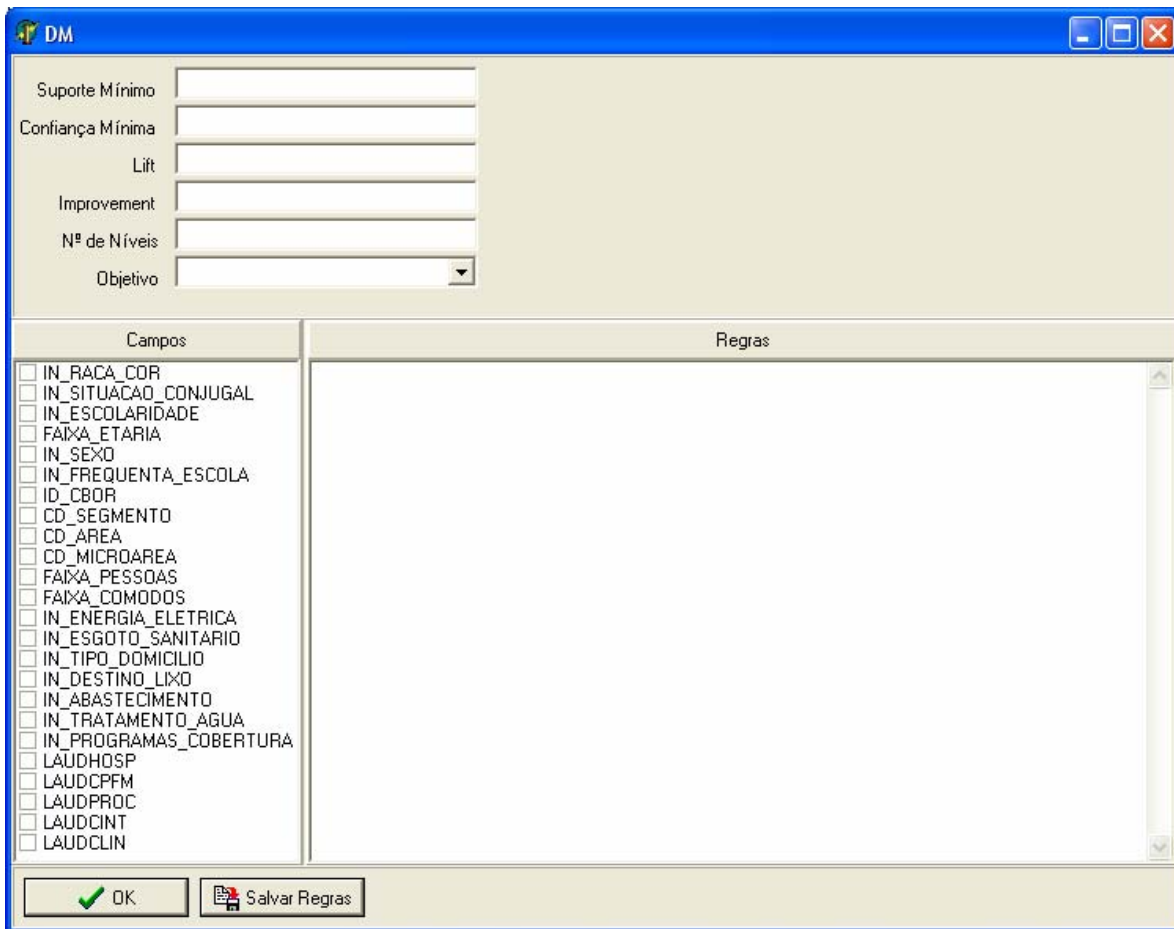 DM
Suporte Mínimo
Confiança Mínima
Lift
Improvement
Nº de Níveis
Objetivo
Campos
Regras
IN_RACA_COR
IN_SITUACAO_CONJUGAL
IN_ESCOLARIDADE
FAIXA_ETARIA
IN_SEXO
IN_FREQUENTA_ESCOLA
ID_CBOR
CD_SEGMENTO
CD_AREA
CD_MICROAREA
FAIXA_PESSOAS
FAIXA_COMODOS
IN_ENERGIA_ELETRICA
IN_ESGOTO_SANITARIO
IN_TIPO_DOMICILIO
IN_DESTINO_LIXO
IN_ABASTECIMENTO
IN_TRATAMENTO_AGUA
IN_PROGRAMAS_COBERTURA
LAUDHOSP
LAUDCPFM
LAUDPROC
LAUDCINT
LAUDCLIN
OK
Salvar Regras